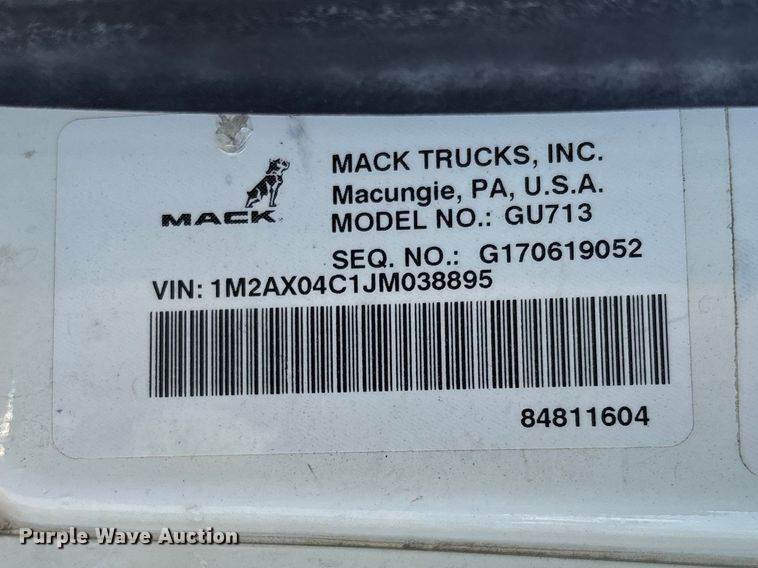 MACK TRUCKS, INC.
Macungie, PA, U.S.A.
MACK
MODEL NO.: GU713
SEQ. NO.: G170619052
VIN: 1M2AX04C1JM038895
84811604
Purple Wave Auction